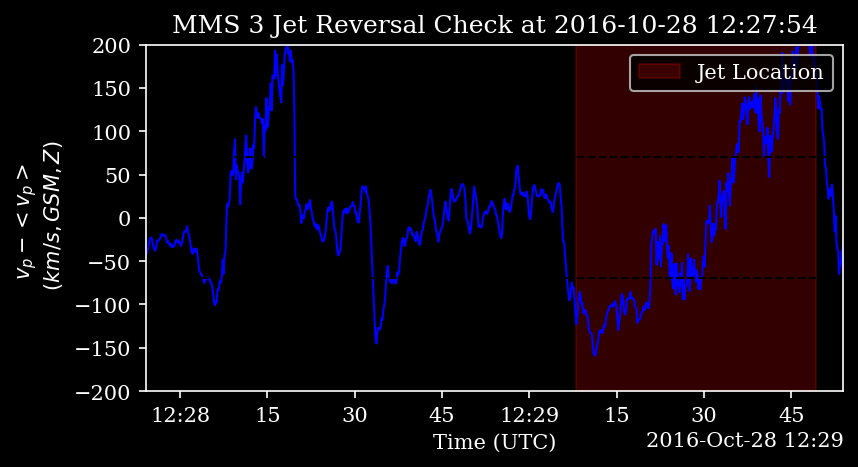 MMS 3 Jet Reversal Check at 2016-10-28 12:27:54
200
150
100
50
0
−50
−100
−150
−200
v_p − < v_p >
(km/s, GSM, Z)
Jet Location
12:28 15 30 45 12:29 15 30 45
Time (UTC)
2016-Oct-28 12:29